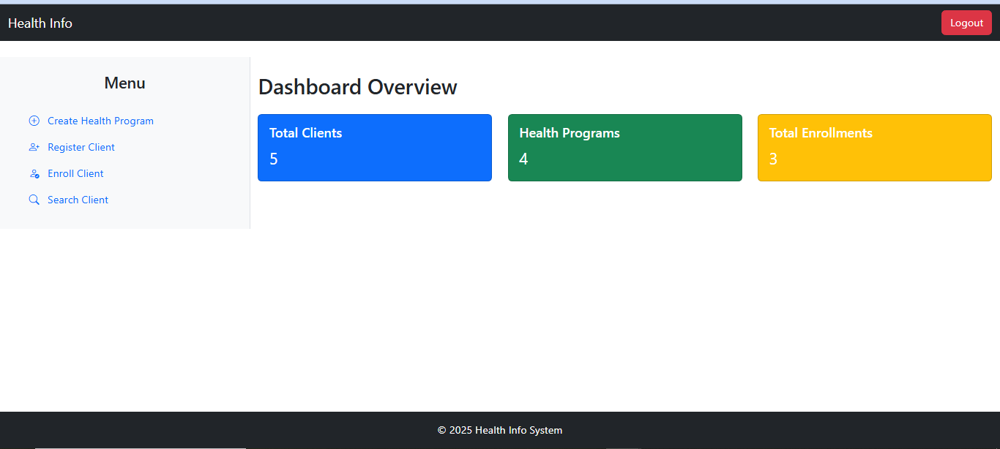 Health Info
Logout
Menu
Create Health Program
Register Client
Enroll Client
Search Client
Dashboard Overview
Total Clients
5
Health Programs
4
Total Enrollments
3
© 2025 Health Info System